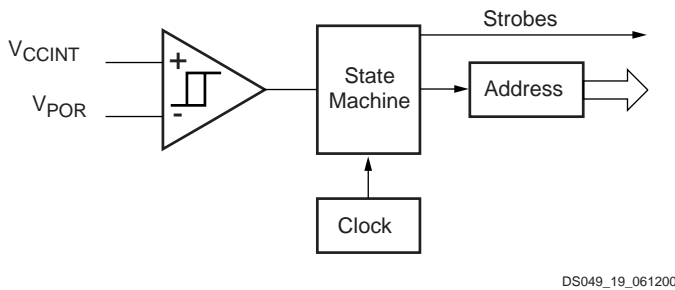 Strobes
VCCINT
+
State
Machine
Address
VPOR
-
Clock
DS049_19_061200